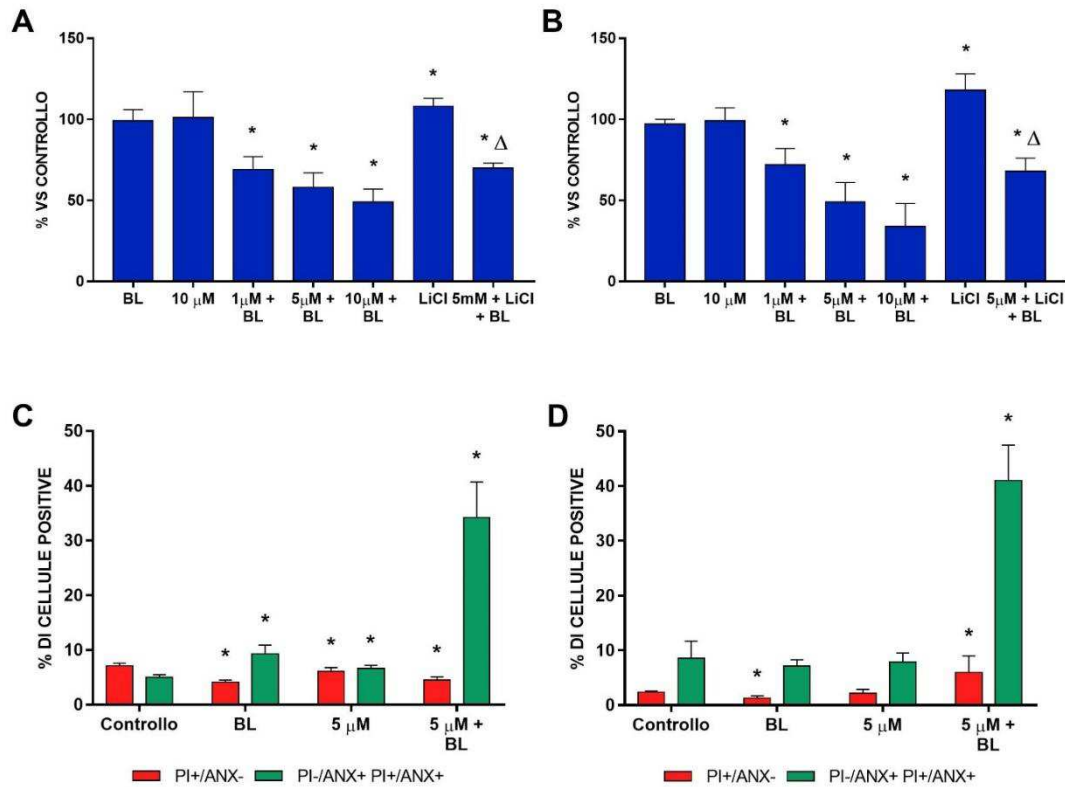 A
% VS CONTROLLO
150
100
50
0
*
*
*
*
* Δ
BL
10 μM
1μM +
BL
5μM +
BL
10μM +
BL
LiCl
5mM + LiCl
+ BL
B
% VS CONTROLLO
150
100
50
0
*
*
*
*
* Δ
BL
10 μM
1μM +
BL
5μM +
BL
10μM +
BL
LiCl
5μM + LiCl
+ BL
C
% DI CELLULE POSITIVE
50
40
30
20
10
0
*
*
*
*
*
*
Controllo
BL
5 μM
5 μM +
BL
PI+/ANX-
PI-/ANX+ PI+/ANX+
D
% DI CELLULE POSITIVE
50
40
30
20
10
0
*
*
*
Controllo
BL
5 μM
5 μM +
BL
PI+/ANX-
PI-/ANX+ PI+/ANX+